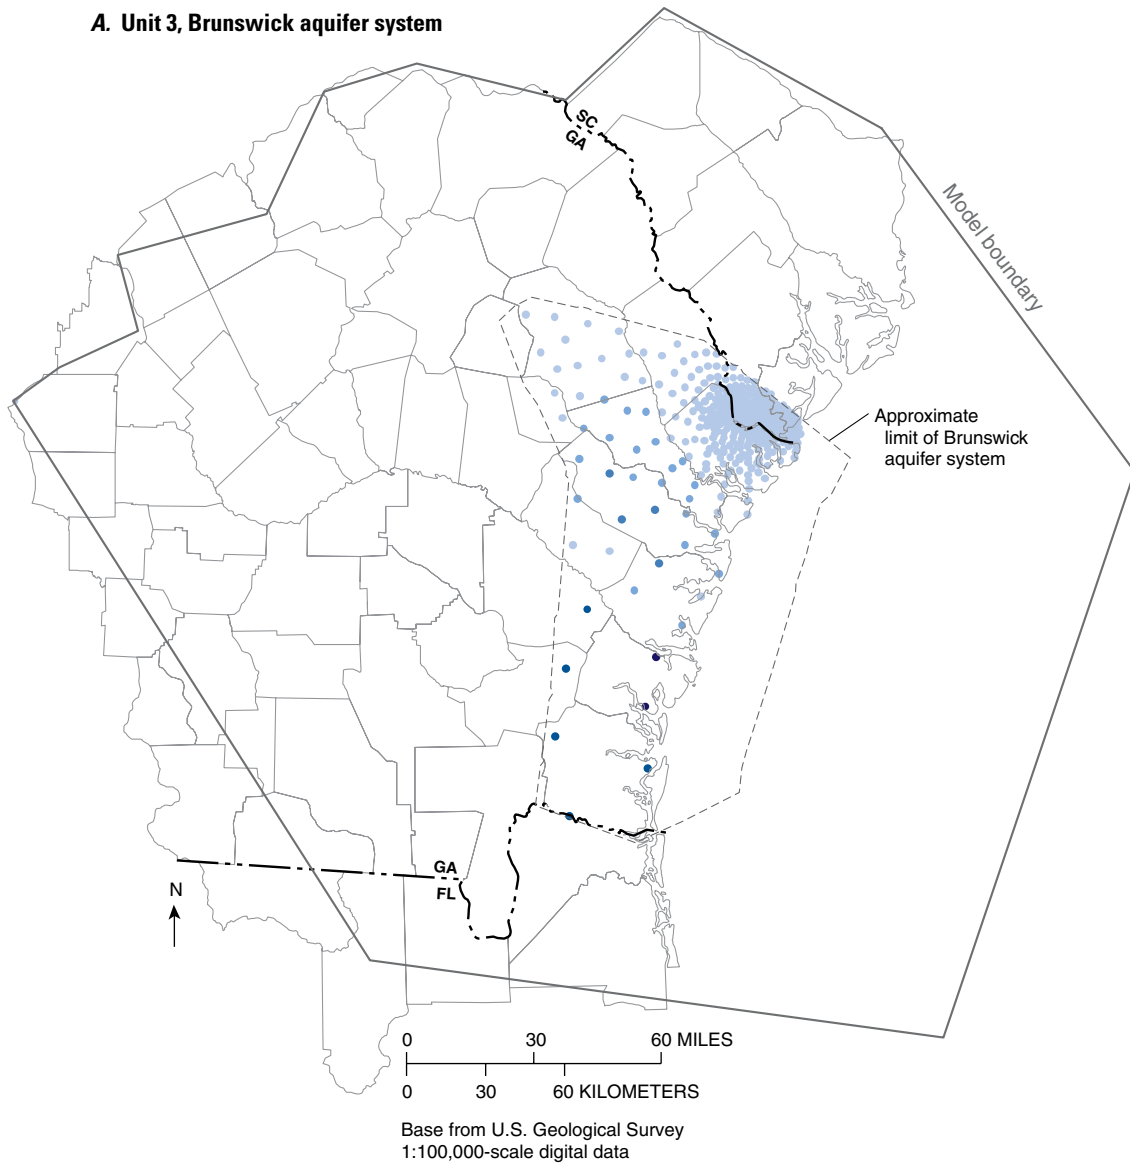 A. Unit 3, Brunswick aquifer system
SC
GA
Model boundary
Approximate
limit of Brunswick
aquifer system
GA
FL
N
0 30 60 MILES
0 30 60 KILOMETERS
Base from U.S. Geological Survey
1:100,000-scale digital data